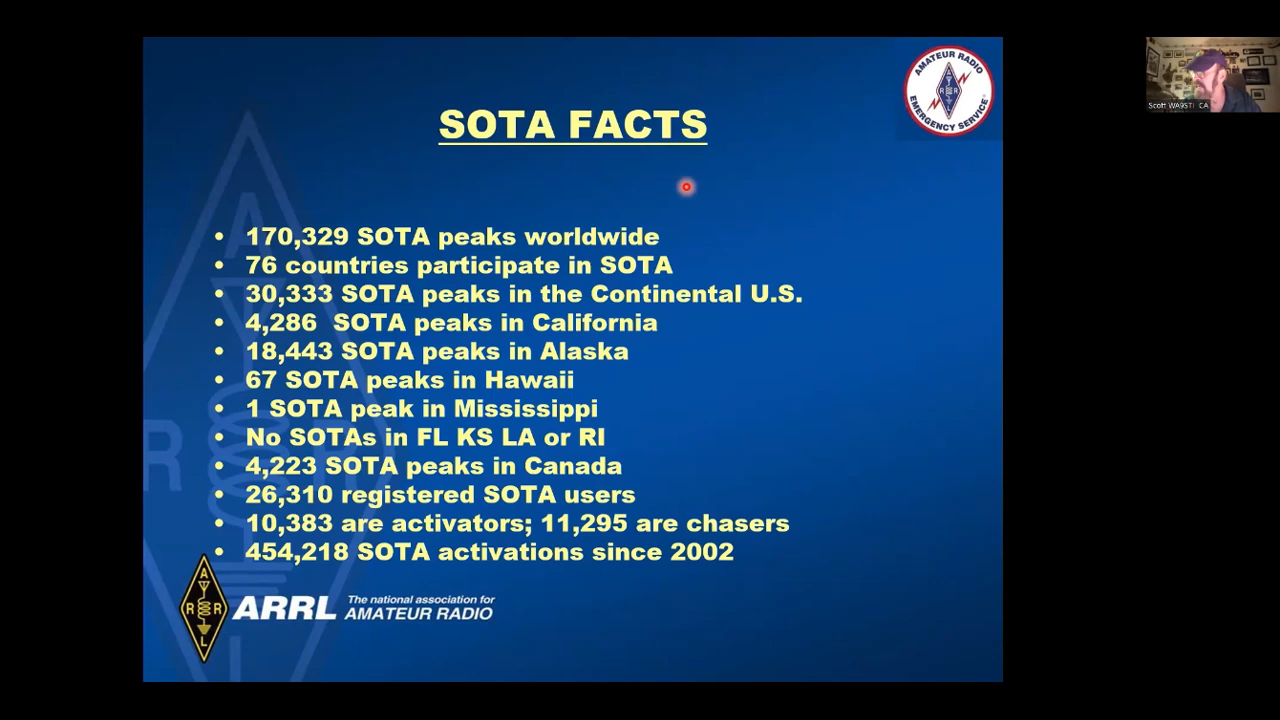 AMATEUR RADIO
EMERGENCY SERVICE
SOTA FACTS
Scott WA9STI CA
• 170,329 SOTA peaks worldwide
• 76 countries participate in SOTA
• 30,333 SOTA peaks in the Continental U.S.
• 4,286 SOTA peaks in California
• 18,443 SOTA peaks in Alaska
• 67 SOTA peaks in Hawaii
• 1 SOTA peak in Mississippi
• No SOTAs in FL KS LA or RI
• 4,223 SOTA peaks in Canada
• 26,310 registered SOTA users
• 10,383 are activators; 11,295 are chasers
• 454,218 SOTA activations since 2002
A
R R
L
ARRL The national association for
AMATEUR RADIO